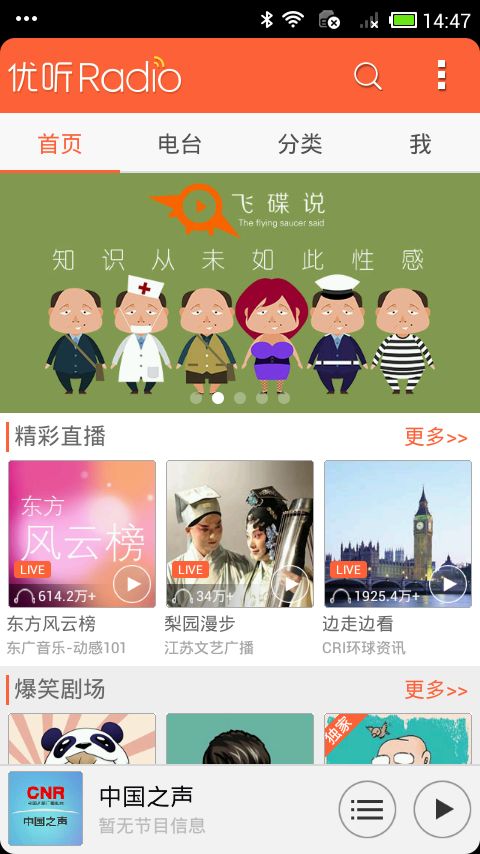 14:47
优听Radio
首页 电台 分类 我
飞碟说
The flying saucer said
知识从未如此性感
精彩直播 更多>>
东方
风云榜
LIVE LIVE LIVE
614.2万+ 34万+ 1925.4万+
东方风云榜 梨园漫步 边走边看
东广音乐-动感101 江苏文艺广播 CRI环球资讯
爆笑剧场 更多>>
独家
CNR
中国之声
中国之声
暂无节目信息